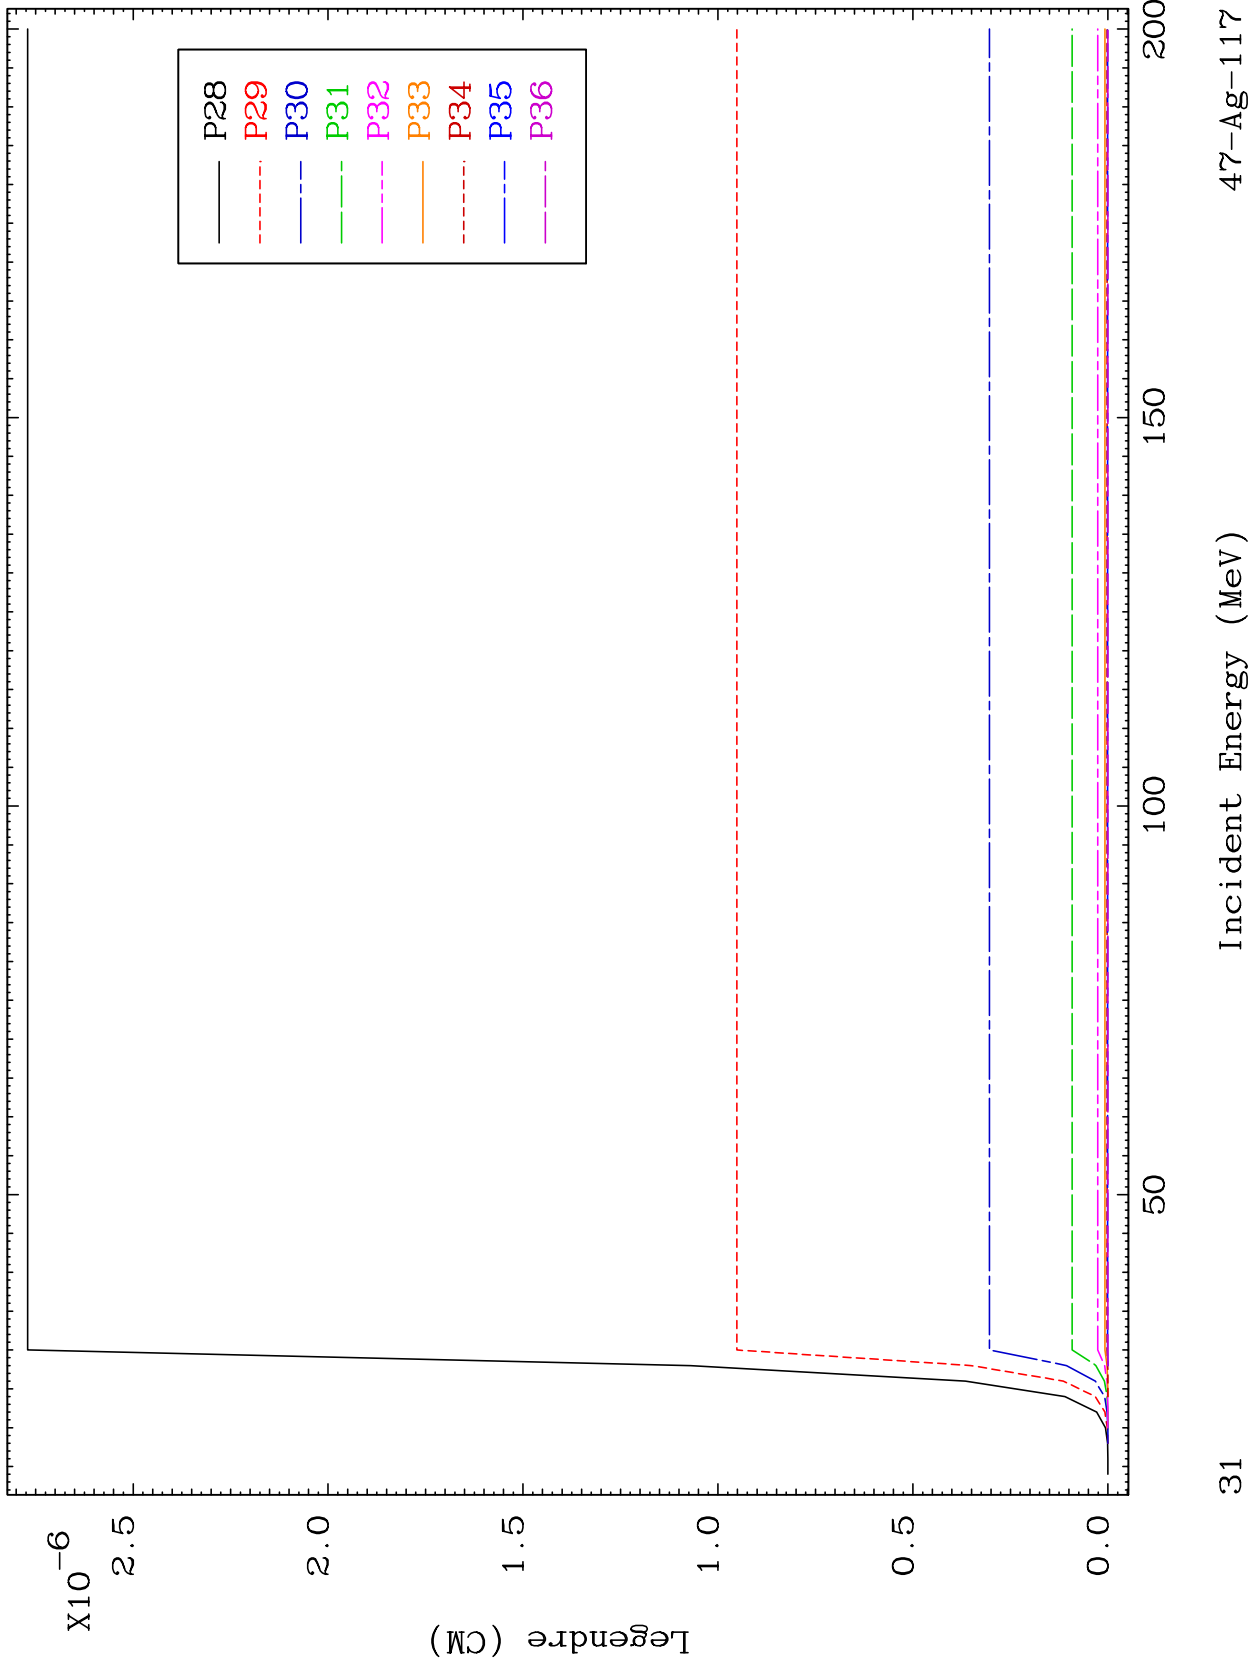 X10-6
2.5
2.0
1.5
1.0
0.5
0.0
Legendre (CM)
P28
P29
P30
P31
P32
P33
P34
P35
P36
50
100
150
200
Incident Energy (MeV)
31
47-Ag-117